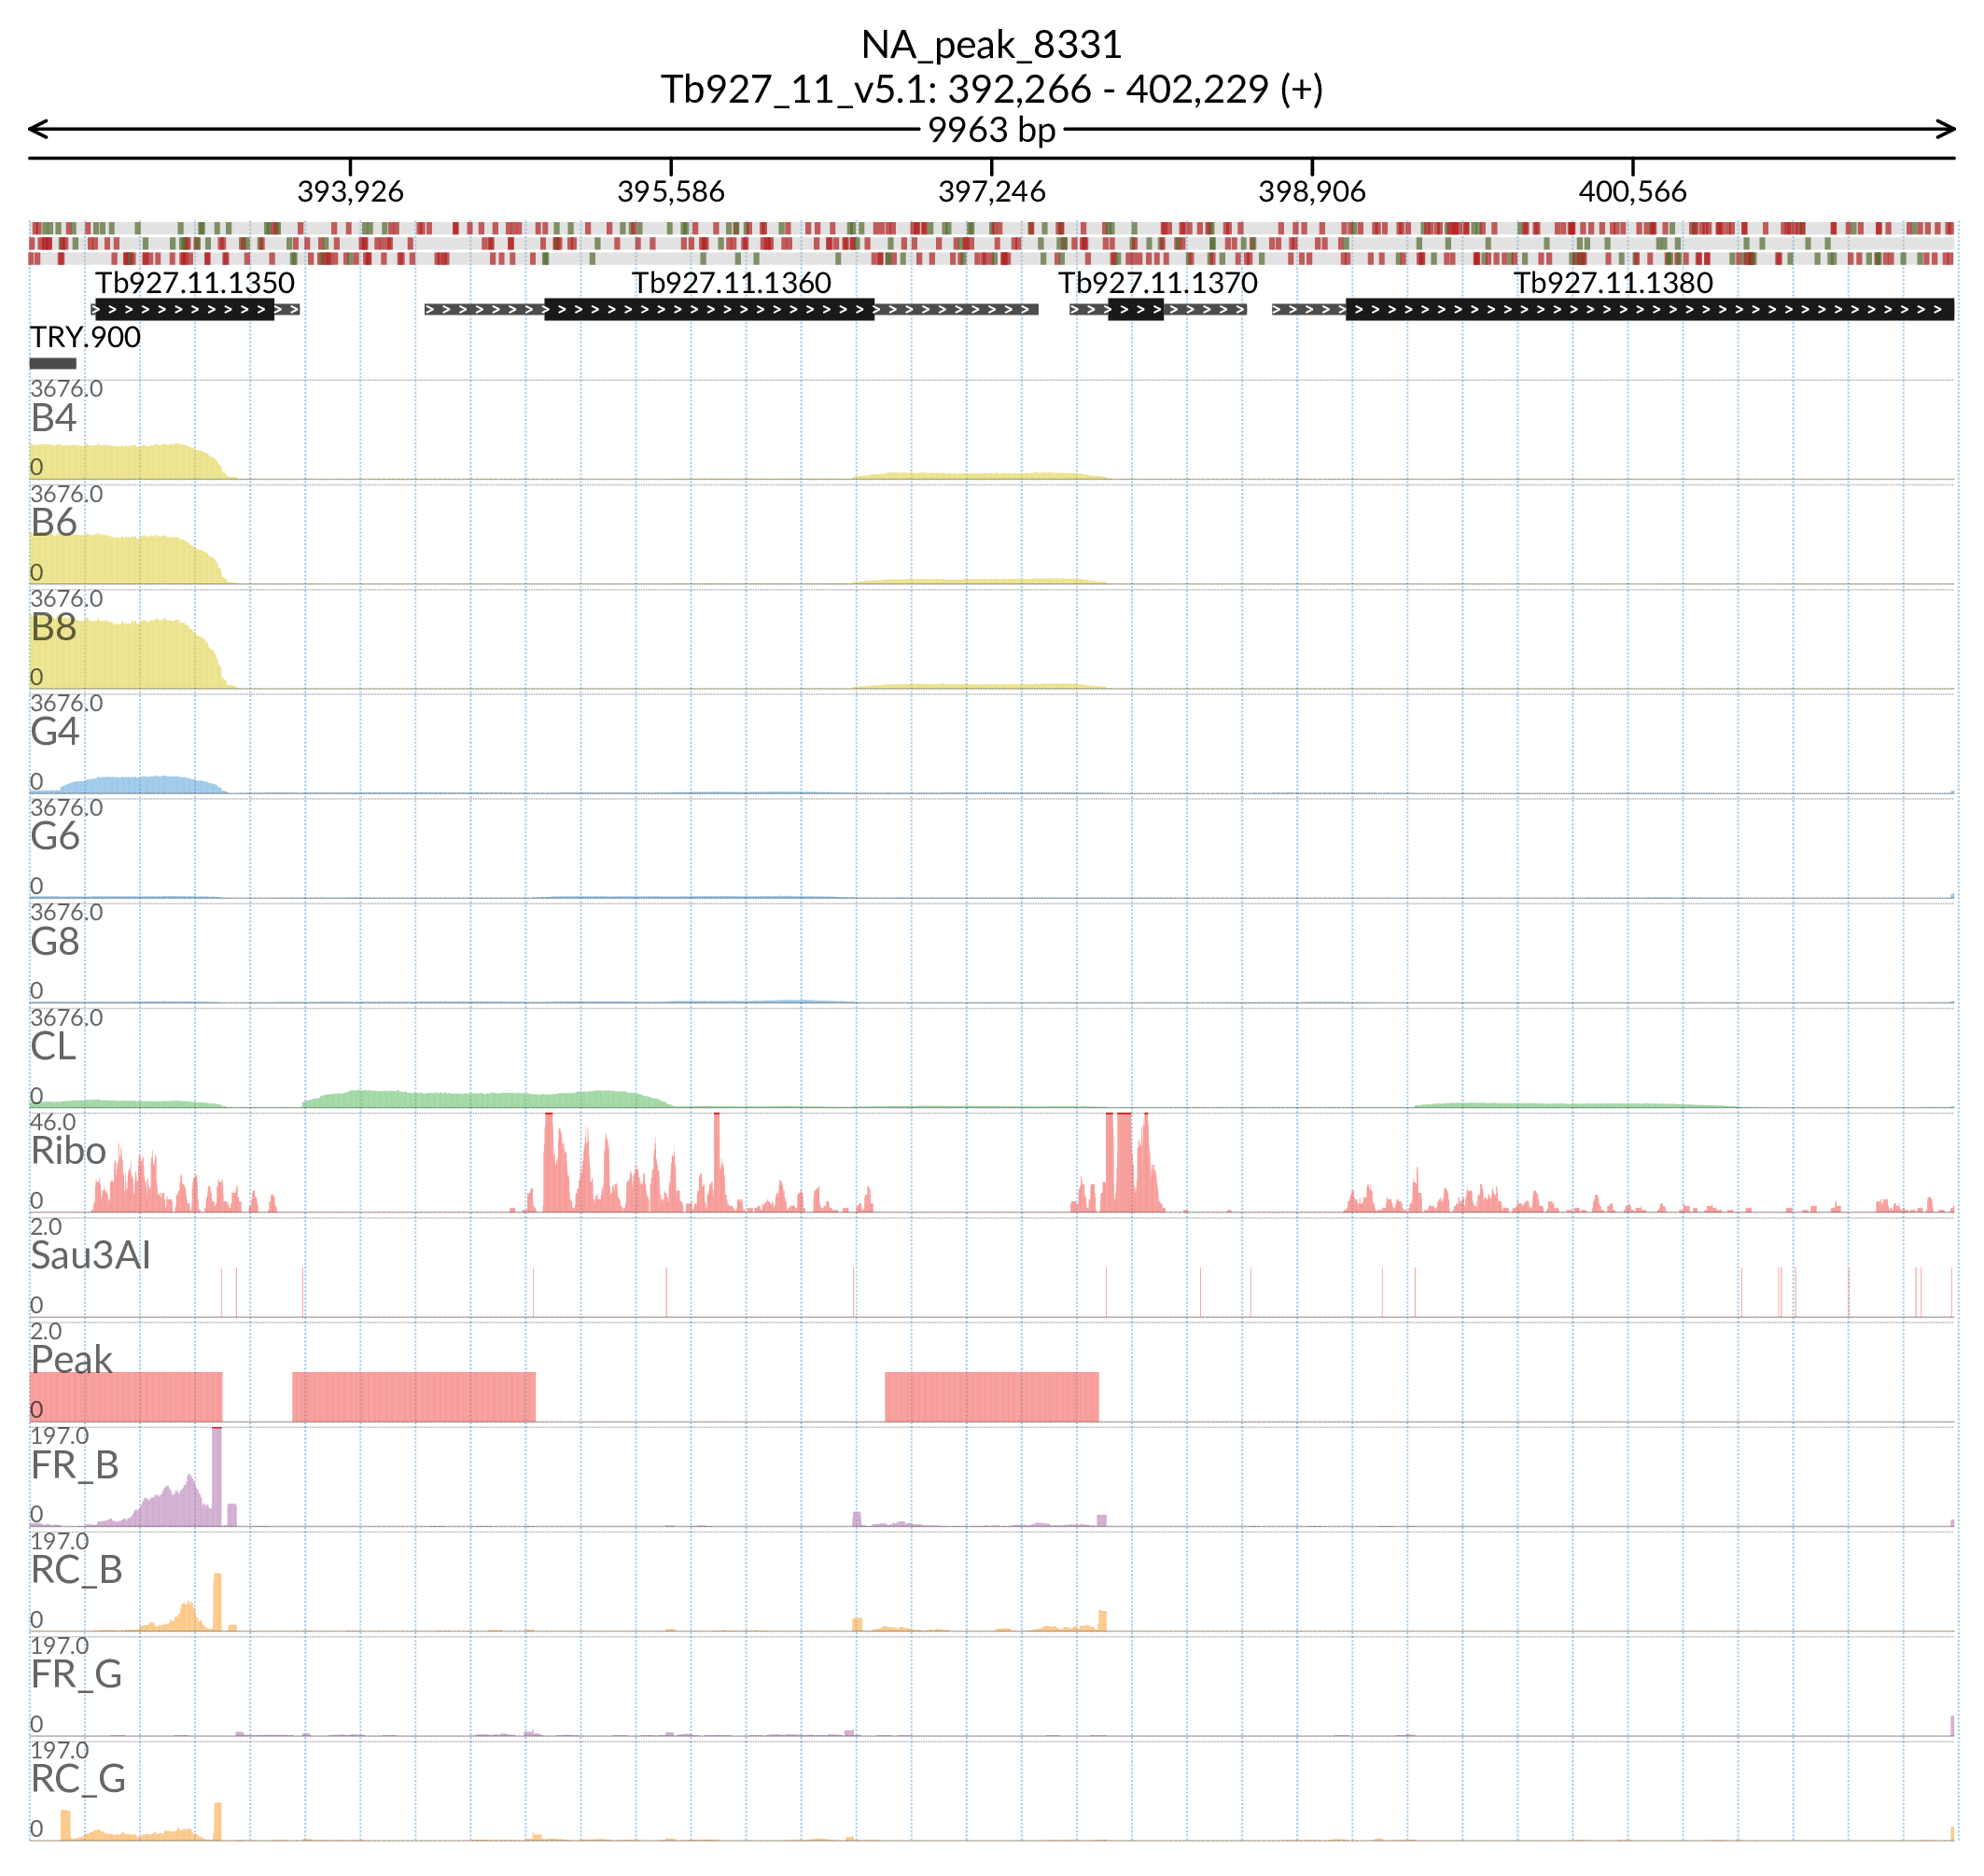 NA_peak_8331
Tb927_11_v5.1: 392,266 - 402,229 (+)
9963 bp
393,926 395,586 397,246 398,906 400,566
Tb927.11.1350 Tb927.11.1360 Tb927.11.1370 Tb927.11.1380
TRY.900
3676.0
B4
0
3676.0
B6
0
3676.0
B8
0
3676.0
G4
0
3676.0
G6
0
3676.0
G8
0
3676.0
CL
0
46.0
Ribo
0
2.0
Sau3AI
0
2.0
Peak
0
197.0
FR_B
0
197.0
RC_B
0
197.0
FR_G
0
197.0
RC_G
0